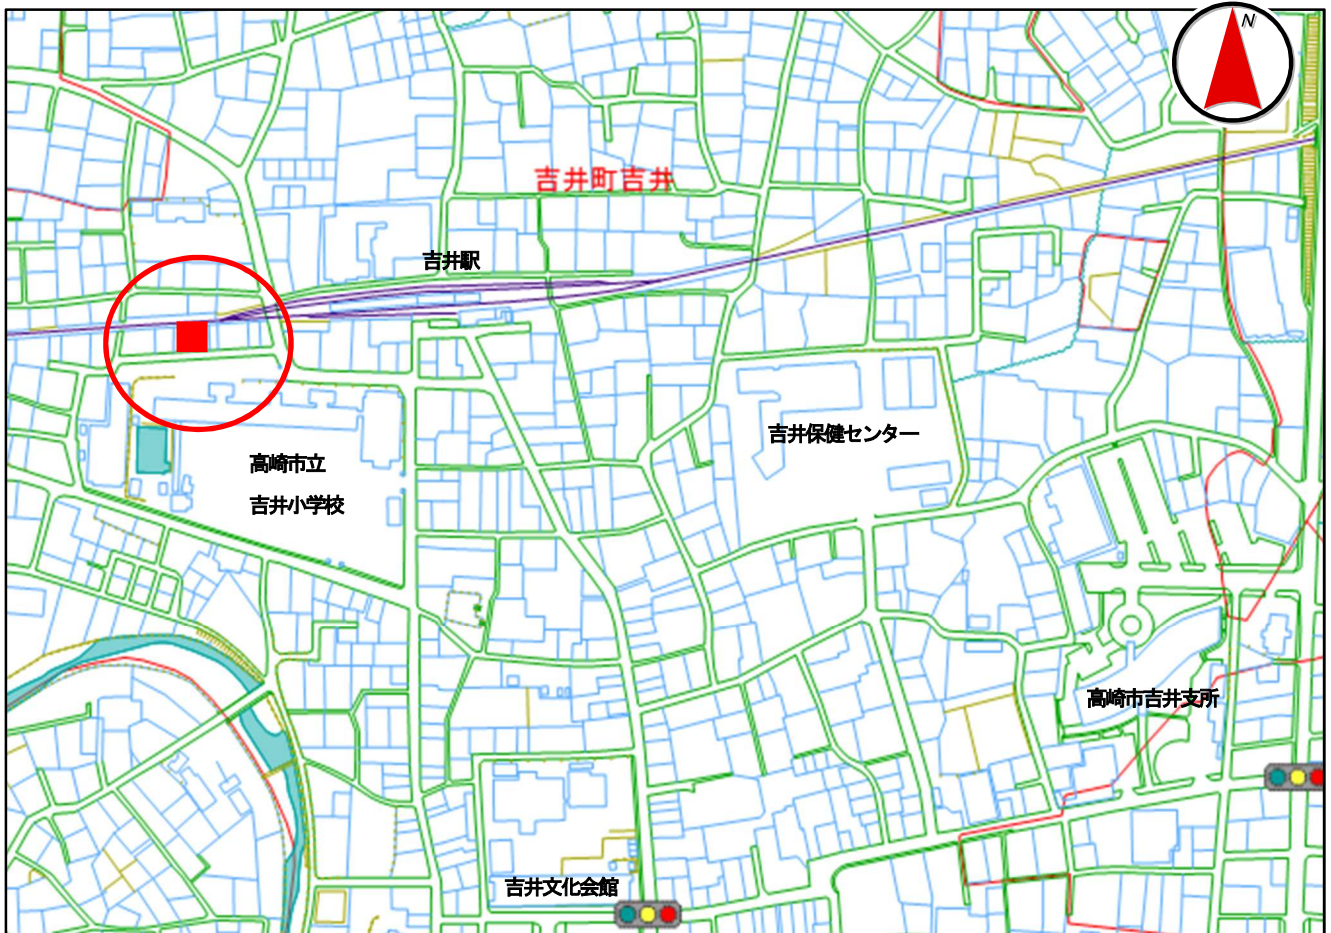 N
吉井町吉井
吉井駅
吉井保健センター
高崎市立
吉井小学校
高崎市吉井支所
吉井文化会館